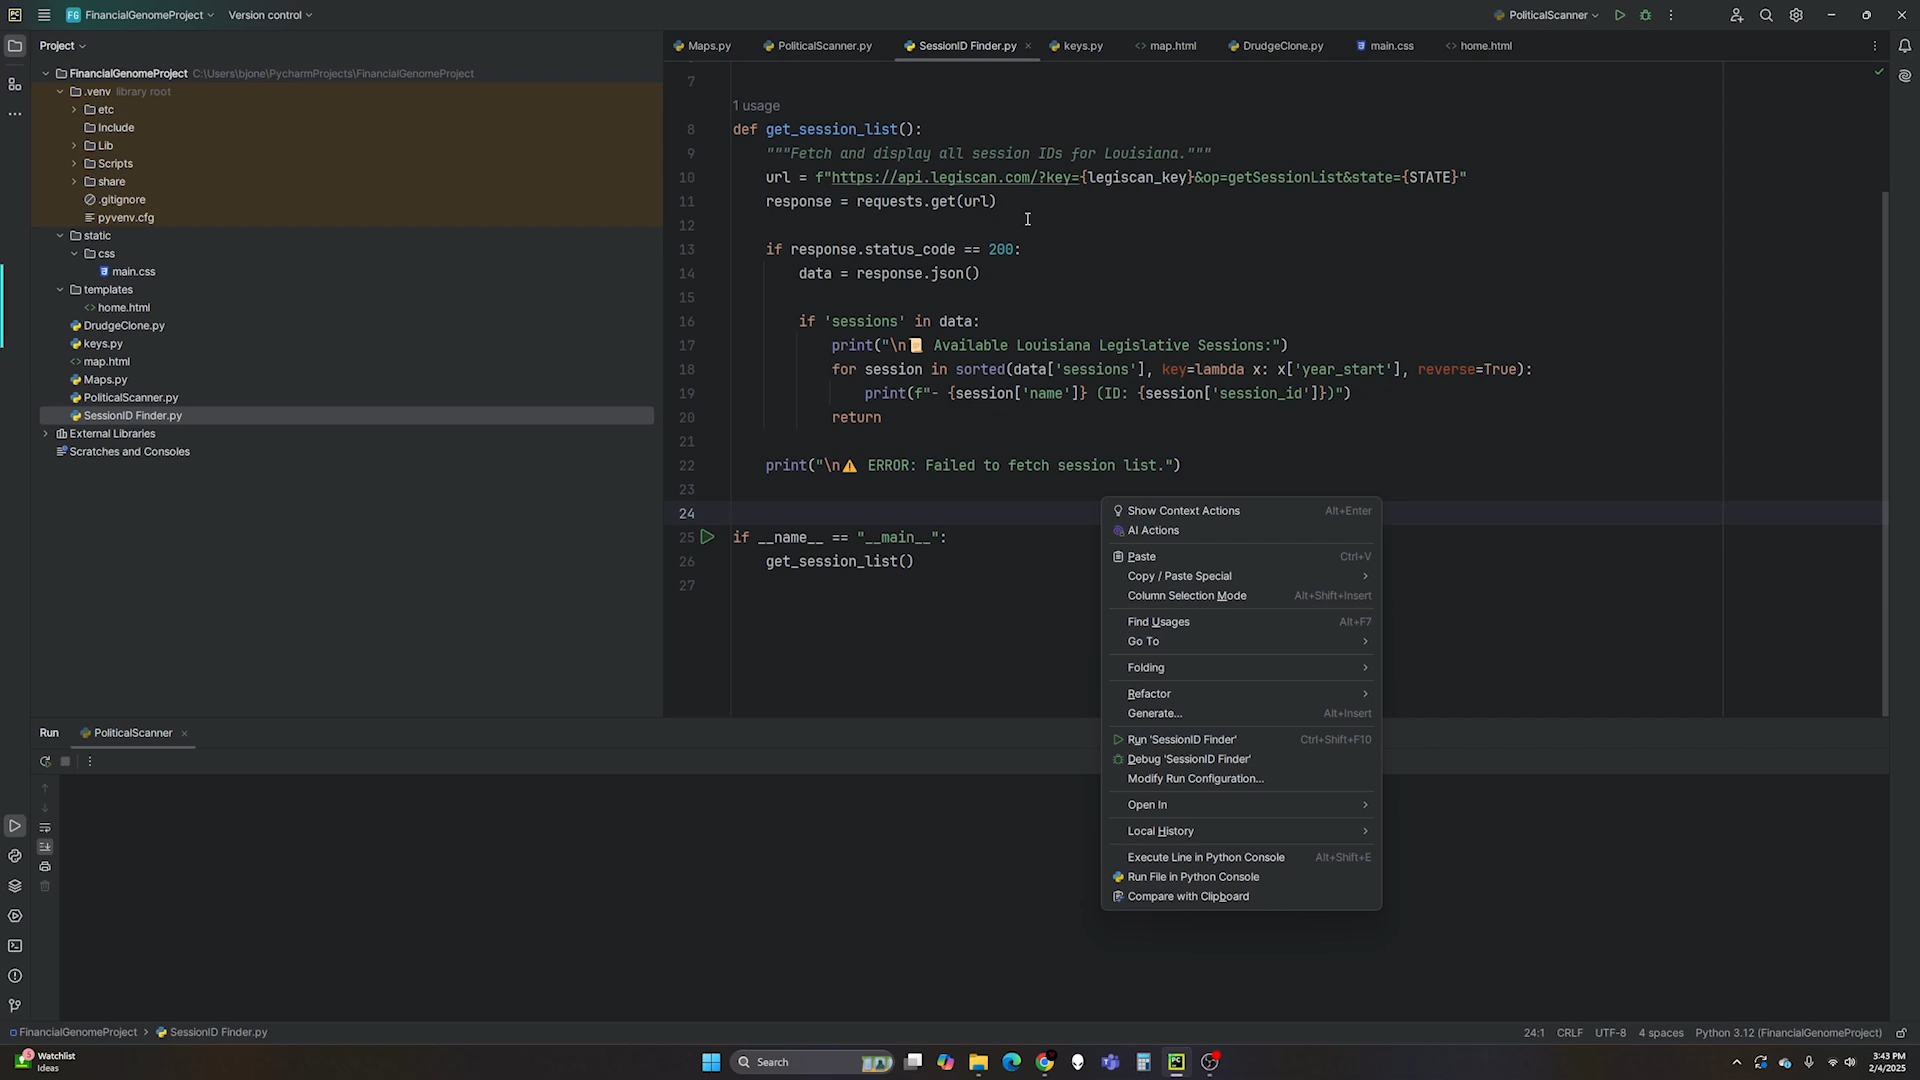 PC FG FinancialGenomeProject Version control PoliticalScanner
Project
Maps.py PoliticalScanner.py SessionID Finder.py keys.py map.html DrudgeClone.py main.css home.html
FinancialGenomeProject C:\Users\bjone\PycharmProjects\FinancialGenomeProject
.venv library root
etc
Include
Lib
Scripts
share
.gitignore
pyvenv.cfg
static
css
main.css
templates
home.html
DrudgeClone.py
keys.py
map.html
Maps.py
PoliticalScanner.py
SessionID Finder.py
External Libraries
Scratches and Consoles
7
1 usage
8 def get_session_list():
9 """Fetch and display all session IDs for Louisiana."""
10 url = f"https://api.legiscan.com/?key={legiscan_key}&op=getSessionList&state={STATE}"
11 response = requests.get(url)
12
13 if response.status_code == 200:
14 data = response.json()
15
16 if 'sessions' in data:
17 print("\n📜 Available Louisiana Legislative Sessions:")
18 for session in sorted(data['sessions'], key=lambda x: x['year_start'], reverse=True):
19 print(f"- {session['name']} (ID: {session['session_id']})")
20 return
21
22 print("\n⚠️ ERROR: Failed to fetch session list.")
23
24
25 if __name__ == "__main__":
26 get_session_list()
27
Show Context Actions Alt+Enter
AI Actions
Paste Ctrl+V
Copy / Paste Special
Column Selection Mode Alt+Shift+Insert
Find Usages Alt+F7
Go To
Folding
Refactor
Generate... Alt+Insert
Run 'SessionID Finder' Ctrl+Shift+F10
Debug 'SessionID Finder'
Modify Run Configuration...
Open In
Local History
Execute Line in Python Console Alt+Shift+E
Run File in Python Console
Compare with Clipboard
Run PoliticalScanner
FinancialGenomeProject > SessionID Finder.py
24:1 CRLF UTF-8 4 spaces Python 3.12 (FinancialGenomeProject)
5 Watchlist
Ideas
Search
PC
3:43 PM
2/4/2025